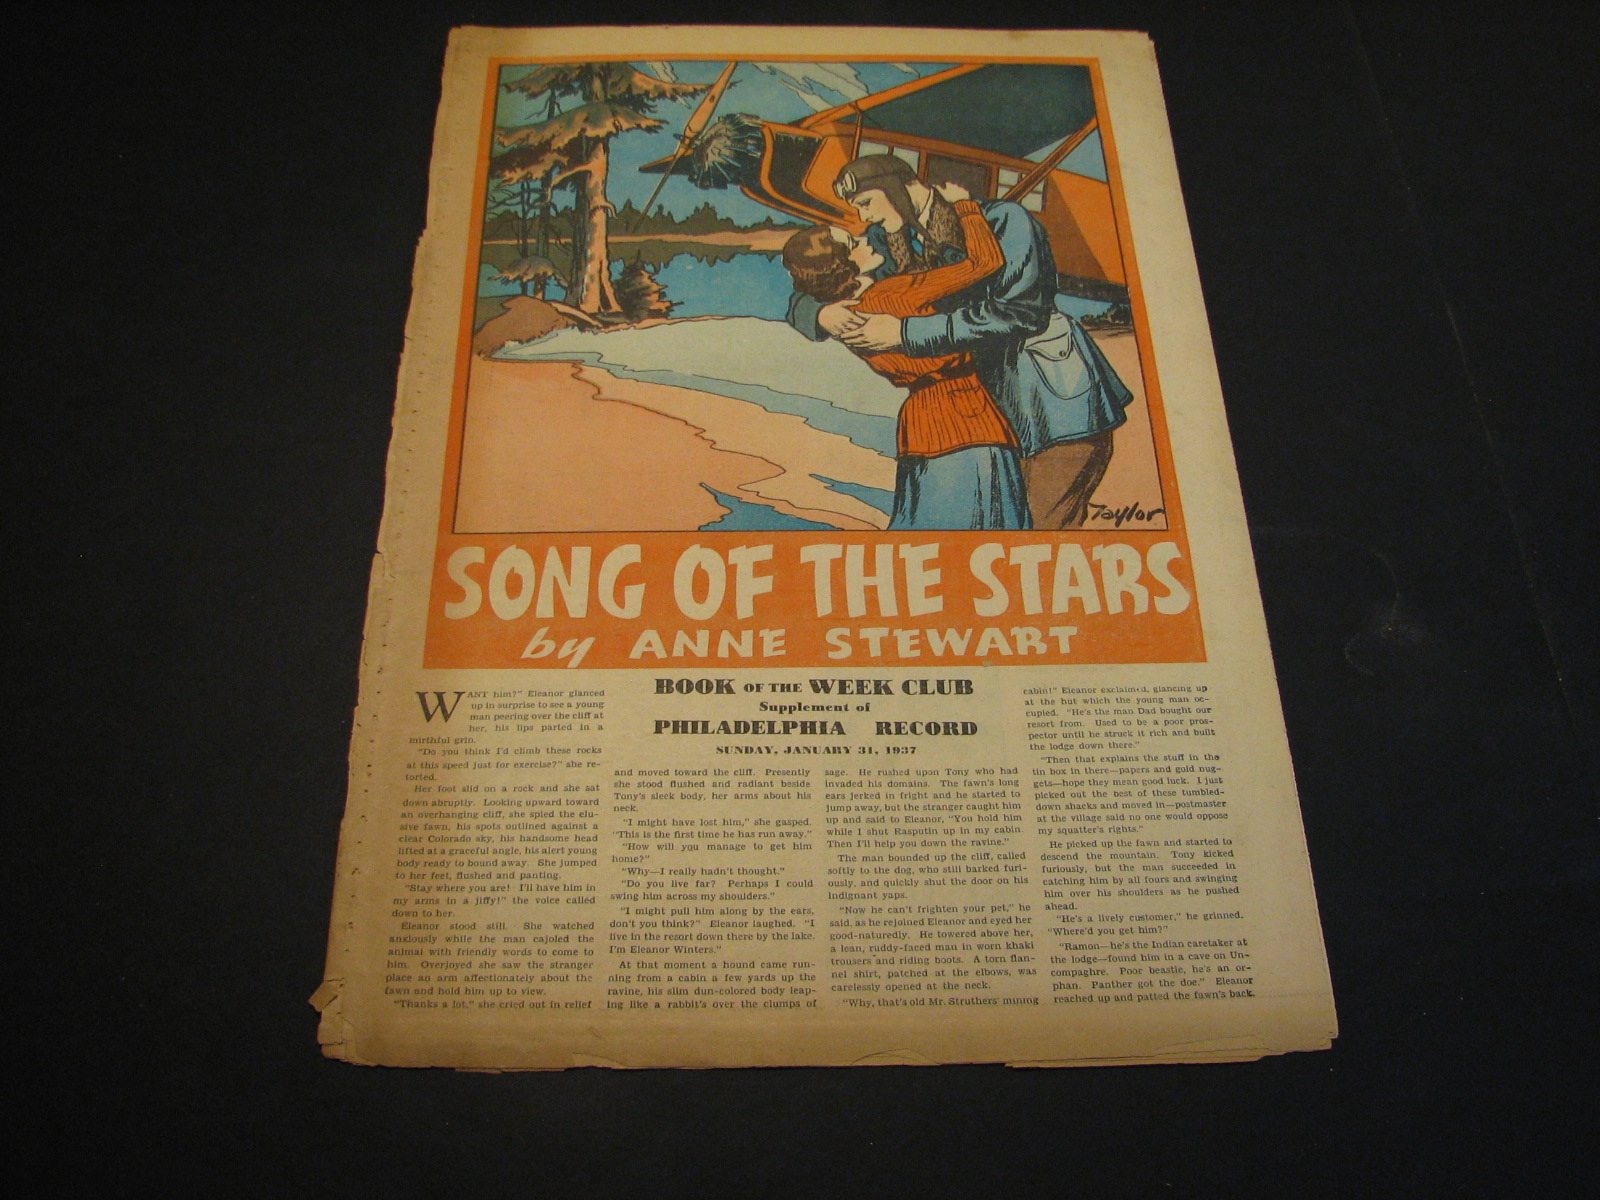 Taylor
SONG OF THE STARS
by ANNE STEWART
BOOK OF THE WEEK CLUB
Supplement of
PHILADELPHIA RECORD
SUNDAY, JANUARY 31, 1937
WANT him?" Eleanor glanced
up in surprise to see a young
man peering over the cliff at
her, his lips parted in a
mirthful grin.
"Do you think I'd climb these rocks
at this speed just for exercise?" she re-
torted.
Her foot slid on a rock and she sat
down abruptly. Looking upward toward
an overhanging cliff, she spied the elu-
sive fawn, his spots outlined against a
clear Colorado sky, his handsome head
lifted at a graceful angle, his alert young
body ready to bound away. She jumped
to her feet, flushed and panting.
"Stay where you are! I'll have him in
my arms in a jiffy!" the voice called
down to her.
Eleanor stood still. She watched
anxiously while the man cajoled the
animal with friendly words to come to
him. Overjoyed she saw the stranger
place an arm affectionately about the
fawn and hold him up to view.
"Thanks a lot," she cried out in relief
and moved toward the cliff. Presently
she stood flushed and radiant beside
Tony's sleek body, her arms about his
neck.
"I might have lost him," she gasped.
"This is the first time he has run away."
"How will you manage to get him
home?"
"Why—I really hadn't thought."
"Do you live far? Perhaps I could
swing him across my shoulders."
"I might pull him along by the ears,
don't you think?" Eleanor laughed. "I
live in the resort down there by the lake.
I'm Eleanor Winters."
At that moment a hound came run-
ning from a cabin a few yards up the
ravine, his slim dun-colored body leap-
ing like a rabbit's over the clumps of
sage. He rushed upon Tony who had
invaded his domains. The fawn's long
ears jerked in fright and he started to
jump away, but the stranger caught him
up and said to Eleanor, "You hold him
while I shut Rasputin up in my cabin.
Then I'll help you down the ravine."
The man bounded up the cliff, called
softly to the dog, who still barked furi-
ously, and quickly shut the door on his
indignant yaps.
"Now he can't frighten your pet," he
said, as he rejoined Eleanor and eyed her
good-naturedly. He towered above her,
a lean, ruddy-faced man in worn khaki
trousers and riding boots. A torn flan-
nel shirt, patched at the elbows, was
carelessly opened at the neck.
"Why, that's old Mr. Struthers' mining
cabin!" Eleanor exclaimed, glancing up
at the hut which the young man oc-
cupied. "He's the man Dad bought our
resort from. Used to be a poor pros-
pector until he struck it rich and built
the lodge down there."
"Then that explains the stuff in the
tin box in there—papers and gold nug-
gets—hope they mean good luck. I just
picked out the best of these tumbled-
down shacks and moved in—postmaster
at the village said no one would oppose
my squatter's rights."
He picked up the fawn and started to
descend the mountain. Tony kicked
furiously, but the man succeeded in
catching him by all fours and swinging
him over his shoulders as he pushed
ahead.
"He's a lively customer," he grinned.
"Where'd you get him?"
"Ramon—he's the Indian caretaker at
the lodge—found him in a cave on Un-
compaghre. Poor beastie, he's an or-
phan. Panther got the doe." Eleanor
reached up and patted the fawn's back.